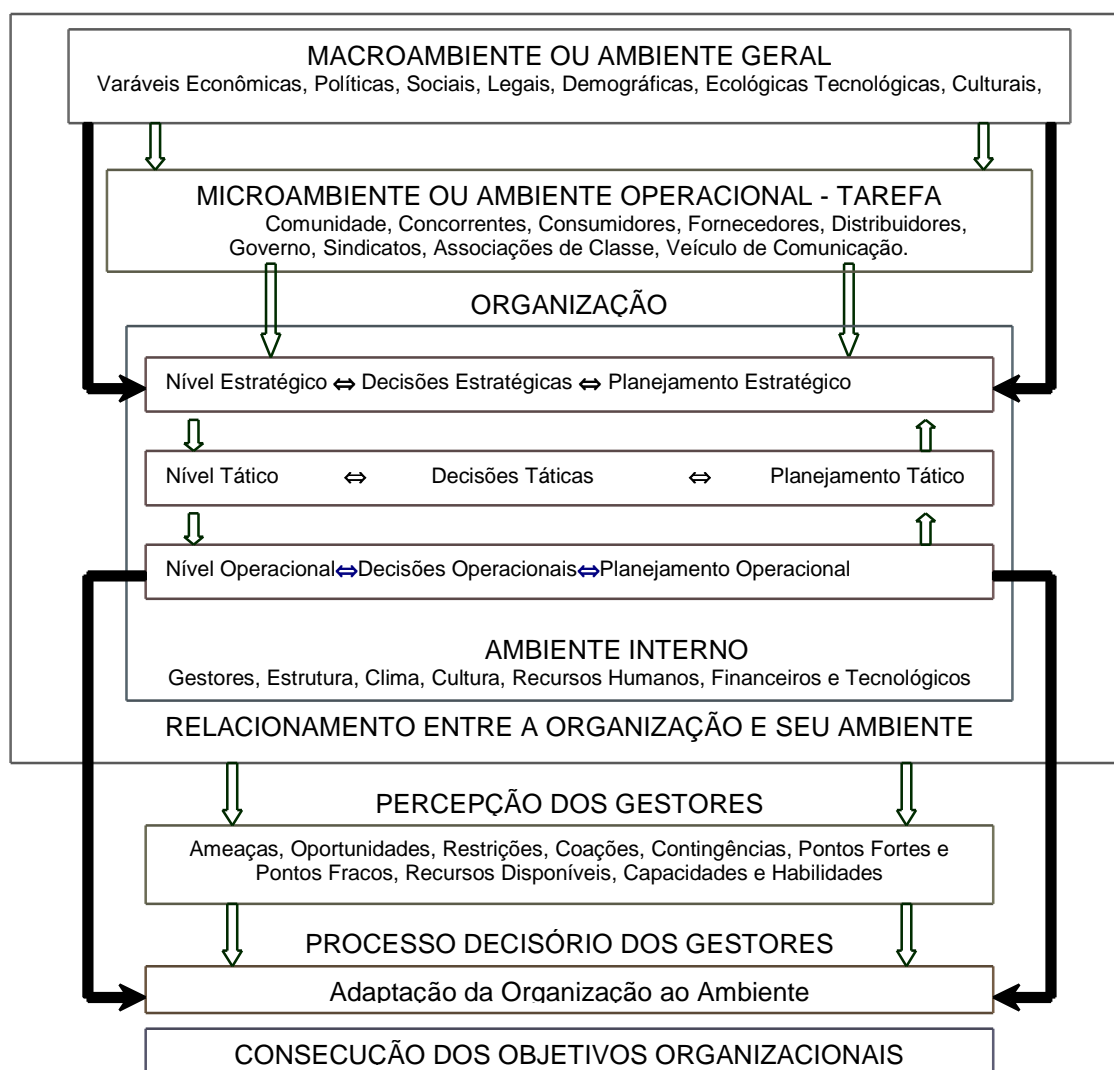 MACROAMBIENTE OU AMBIENTE GERAL
Varáveis Econômicas, Políticas, Sociais, Legais, Demográficas, Ecológicas Tecnológicas, Culturais,
MICROAMBIENTE OU AMBIENTE OPERACIONAL - TAREFA
Comunidade, Concorrentes, Consumidores, Fornecedores, Distribuidores,
Governo, Sindicatos, Associações de Classe, Veículo de Comunicação.
ORGANIZAÇÃO
Nível Estratégico ⇔ Decisões Estratégicas ⇔ Planejamento Estratégico
Nível Tático ⇔ Decisões Táticas ⇔ Planejamento Tático
Nível Operacional⇔Decisões Operacionais⇔Planejamento Operacional
AMBIENTE INTERNO
Gestores, Estrutura, Clima, Cultura, Recursos Humanos, Financeiros e Tecnológicos
RELACIONAMENTO ENTRE A ORGANIZAÇÃO E SEU AMBIENTE
PERCEPÇÃO DOS GESTORES
Ameaças, Oportunidades, Restrições, Coações, Contingências, Pontos Fortes e
Pontos Fracos, Recursos Disponíveis, Capacidades e Habilidades
PROCESSO DECISÓRIO DOS GESTORES
Adaptação da Organização ao Ambiente
CONSECUÇÃO DOS OBJETIVOS ORGANIZACIONAIS